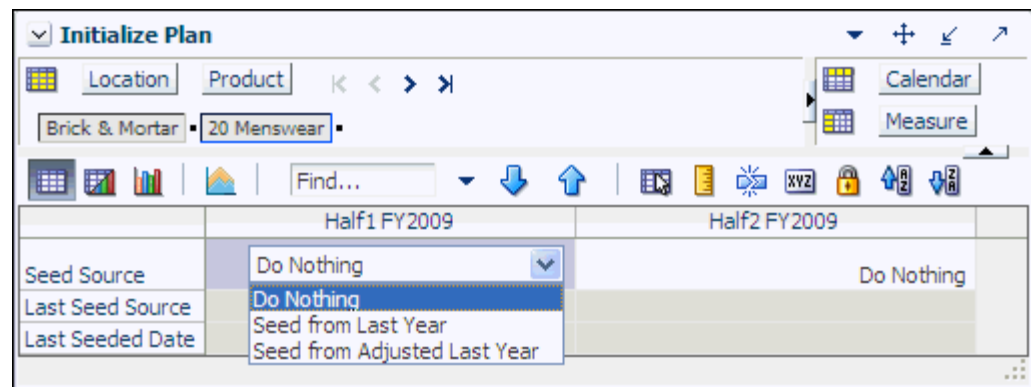 Initialize Plan
Location Product Calendar
Brick & Mortar 20 Menswear Measure
Find... XYZ A Z Z A
Half1 FY2009 Half2 FY2009
Seed Source Do Nothing Do Nothing
Do Nothing
Last Seed Source Seed from Last Year
Last Seeded Date Seed from Adjusted Last Year